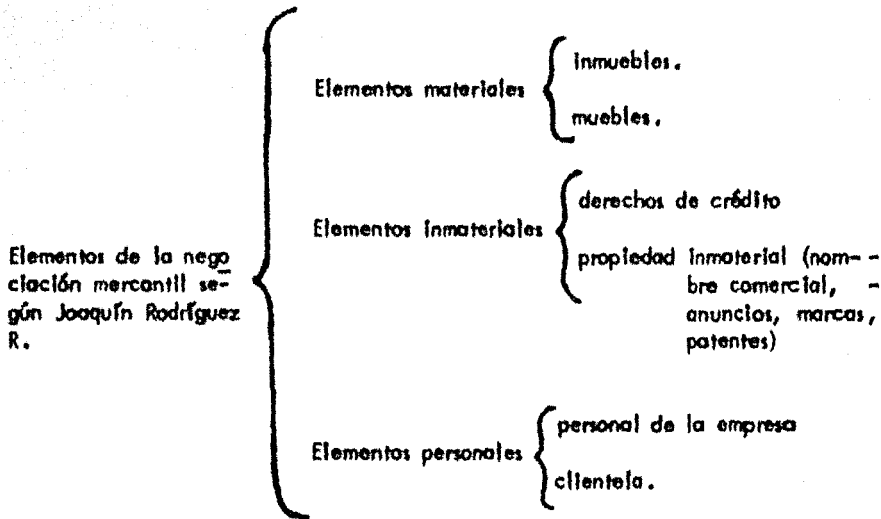 Elementos materiales
inmuebles.
muebles.
Elementos de la nego
ciación mercantil se-
gún Joaquín Rodríguez
R.
Elementos inmateriales
derechos de crédito
propiedad inmaterial (nom- -
bre comercial, -
anuncios, marcas,
patentes)
Elementos personales
personal de la empresa
clientela.